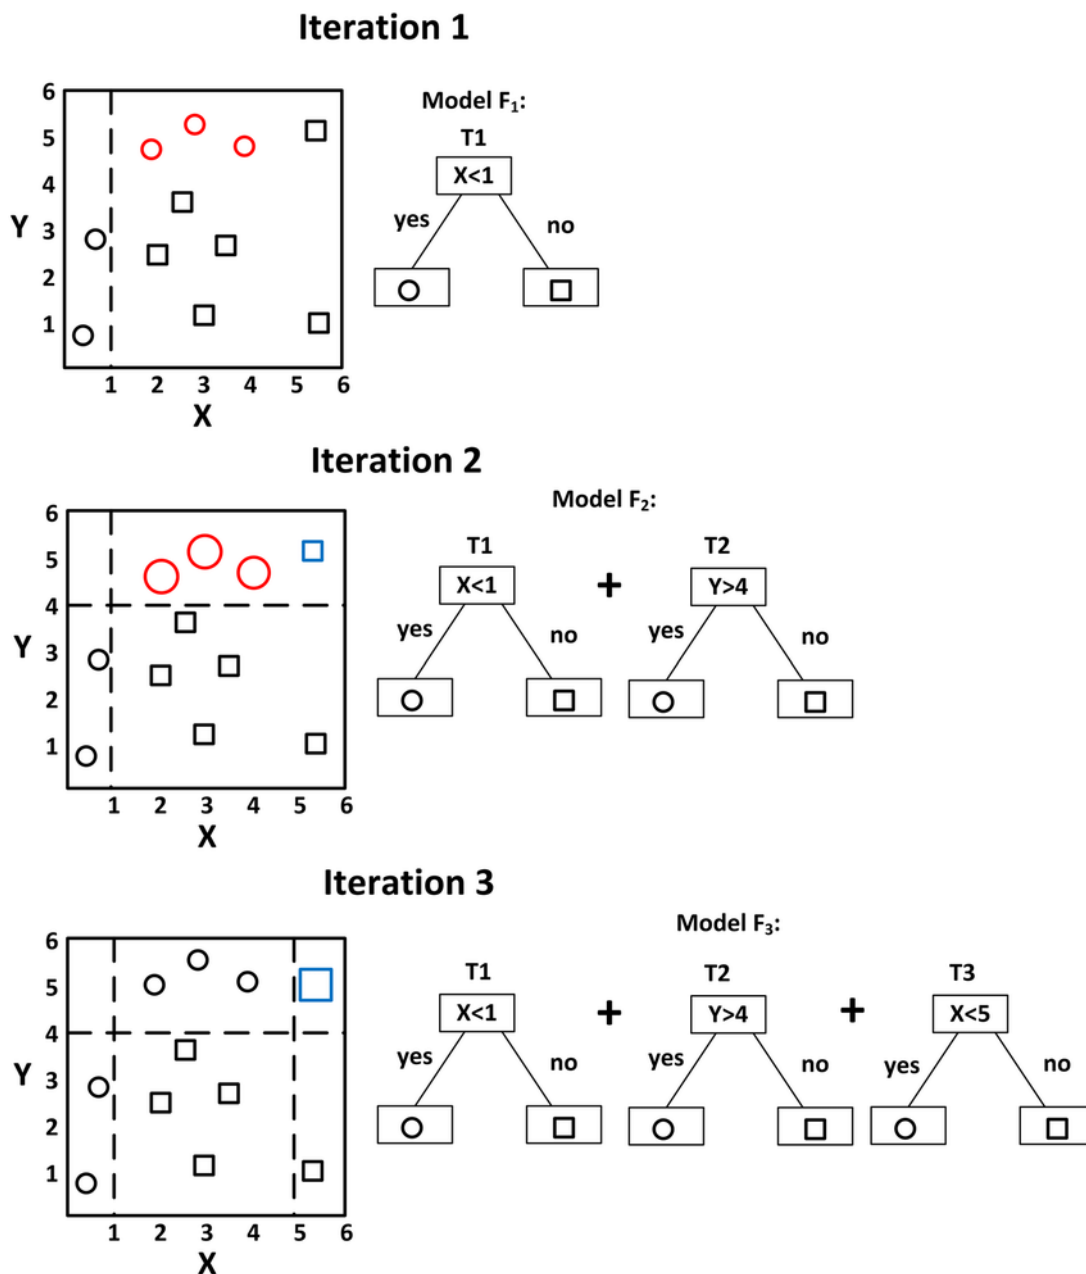 Iteration 1
Model F₁:
T1
X<1
yes
no
6
5
4
3
2
1
Y
1 2 3 4 5 6
X
Iteration 2
Model F₂:
T1 T2
X<1 + Y>4
yes no yes no
6
5
4
3
2
1
Y
1 2 3 4 5 6
X
Iteration 3
Model F₃:
T1 T2 T3
X<1 + Y>4 + X<5
yes no yes no yes no
6
5
4
3
2
1
Y
1 2 3 4 5 6
X